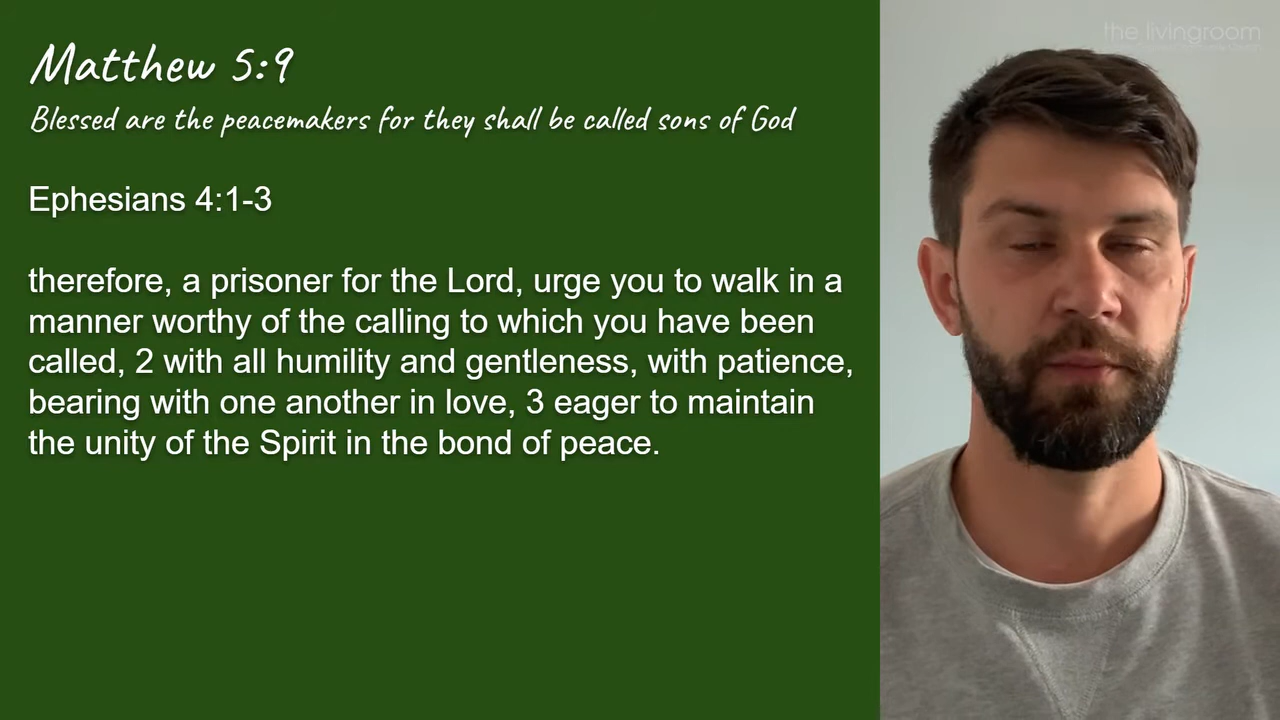 Matthew 5:9
Blessed are the peacemakers for they shall be called sons of God
Ephesians 4:1-3
therefore, a prisoner for the Lord, urge you to walk in a
manner worthy of the calling to which you have been
called, 2 with all humility and gentleness, with patience,
bearing with one another in love, 3 eager to maintain
the unity of the Spirit in the bond of peace.
the livingroom